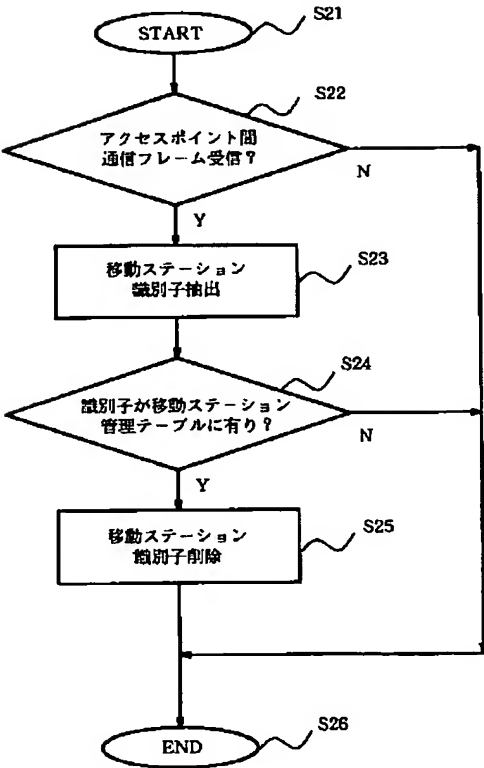 START
S21
S22
アクセスポイント間
通信フレーム受信？
N
Y
移動ステーション
識別子抽出
S23
S24
識別子が移動ステーション
管理テーブルに有り？
N
Y
移動ステーション
識別子削除
S25
END
S26